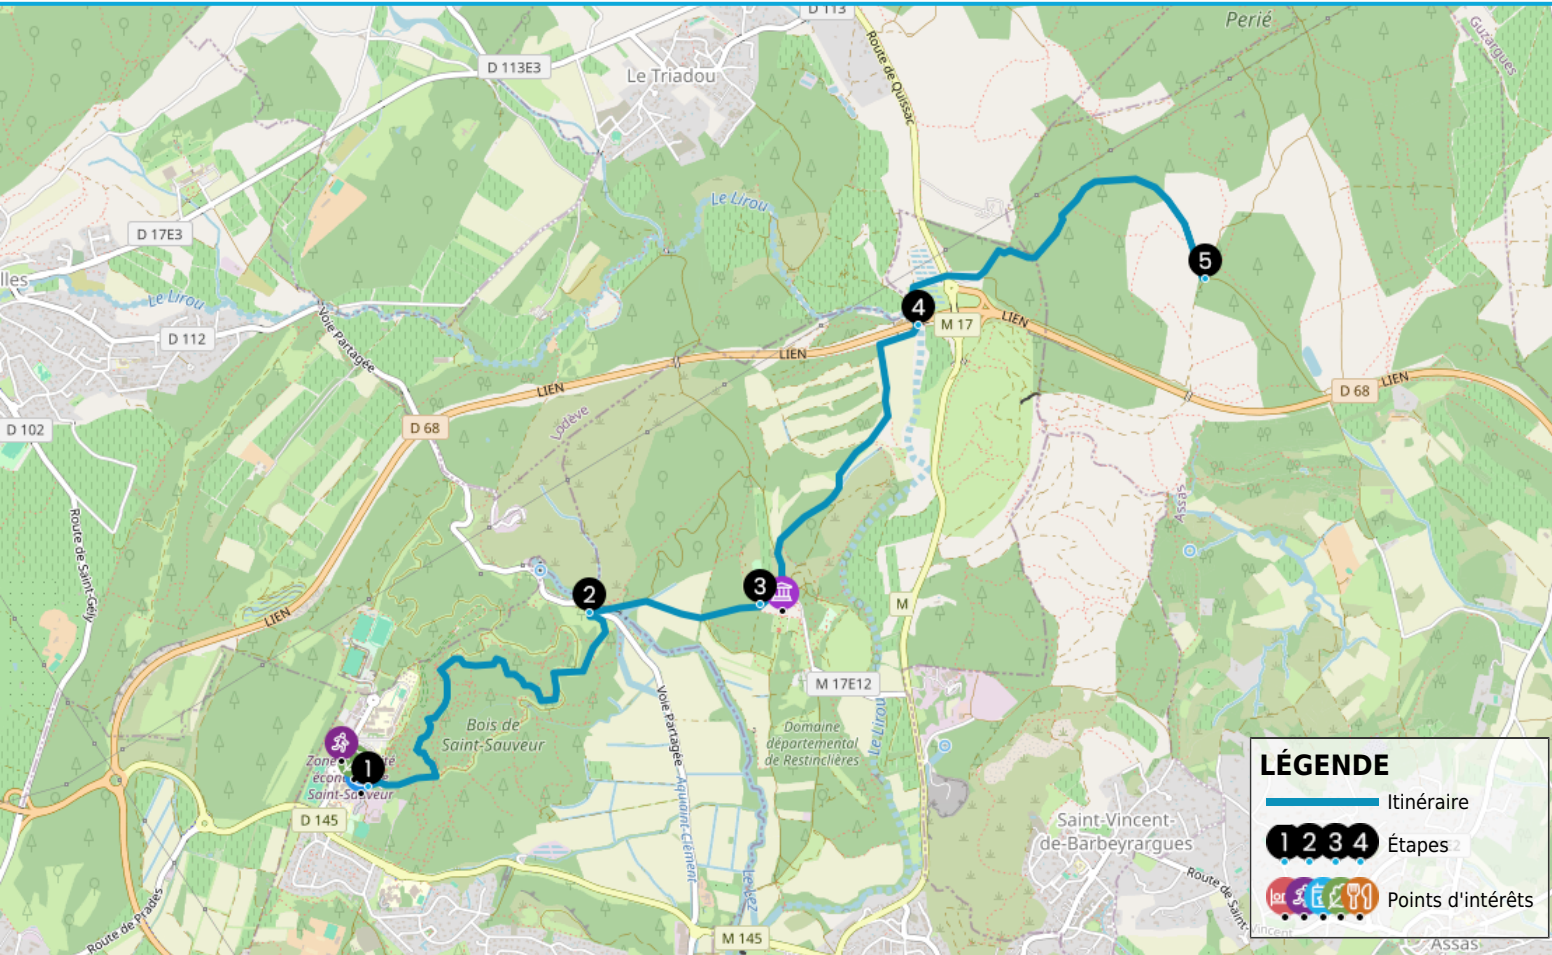 D 113
Perié
Guzargues
Route de Quissac
D 113E3
Le Triadou
Le Lirou
D 17E3
lles
Le Lirou
Voie Partagée
D 112
5
4
M 17
LIEN
LIEN
LIEN
D 68
LIEN
D 102
D 68
Lodève
Assas
Route de Saint-Gély
2
3
M
LIEN
M 17E12
Voie Partagée
Bois de
Saint-Sauveur
Domaine
départemental
de Restinclières
Le Lirou
1
Saint-Sauveur
D 145
Aquiaint-Clément
Le Lez
Saint-Vincent-
de-Barbeyrargues
Route de Saint-
Vincent
Route de Prades
M 145
Assas
LÉGENDE
Itinéraire
1 2 3 4
Étapes
Points d'intérêts